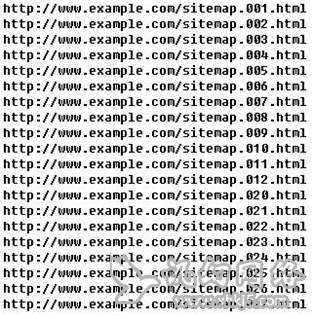 http://www.example.com/sitemap.001.html
http://www.example.com/sitemap.002.html
http://www.example.com/sitemap.003.html
http://www.example.com/sitemap.004.html
http://www.example.com/sitemap.005.html
http://www.example.com/sitemap.006.html
http://www.example.com/sitemap.007.html
http://www.example.com/sitemap.008.html
http://www.example.com/sitemap.009.html
http://www.example.com/sitemap.010.html
http://www.example.com/sitemap.011.html
http://www.example.com/sitemap.012.html
http://www.example.com/sitemap.020.html
http://www.example.com/sitemap.021.html
http://www.example.com/sitemap.022.html
http://www.example.com/sitemap.023.html
http://www.example.com/sitemap.024.html
http://www.example.com/sitemap.025.html
http://www.example.com/sitemap.026.html
http://www.example.com/sitemap.030.html